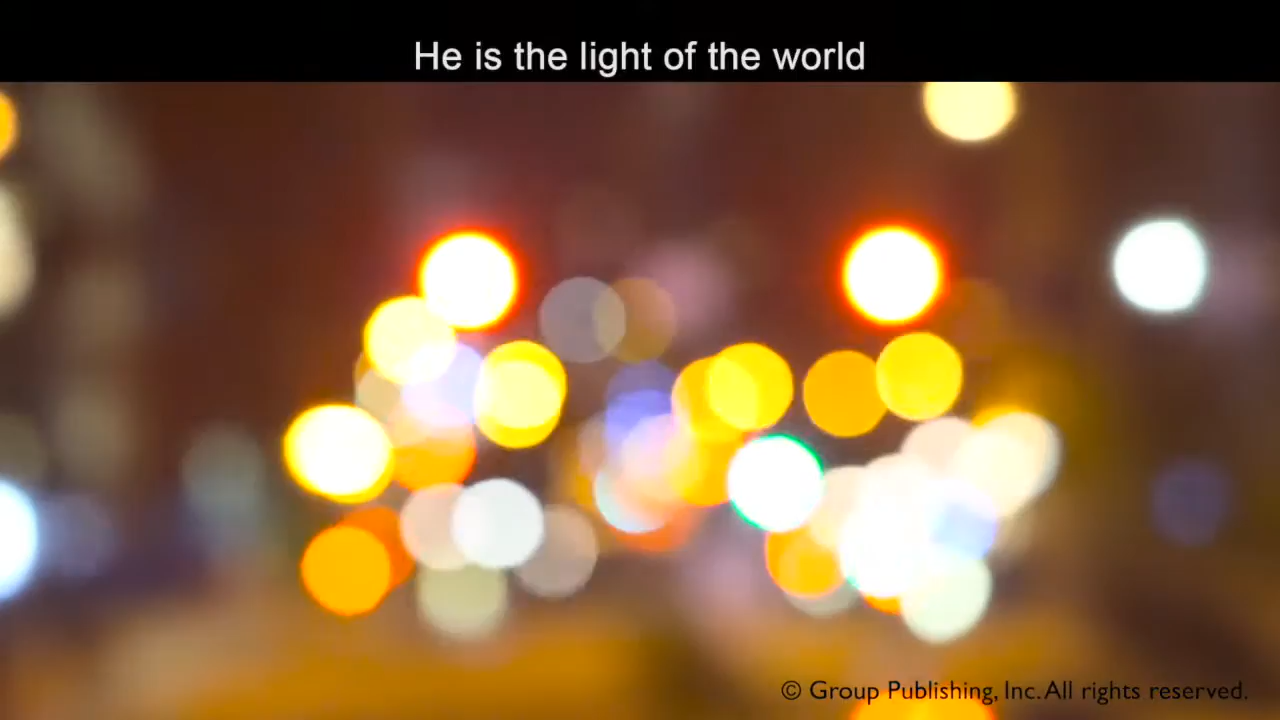 He is the light of the world
© Group Publishing, Inc. All rights reserved.